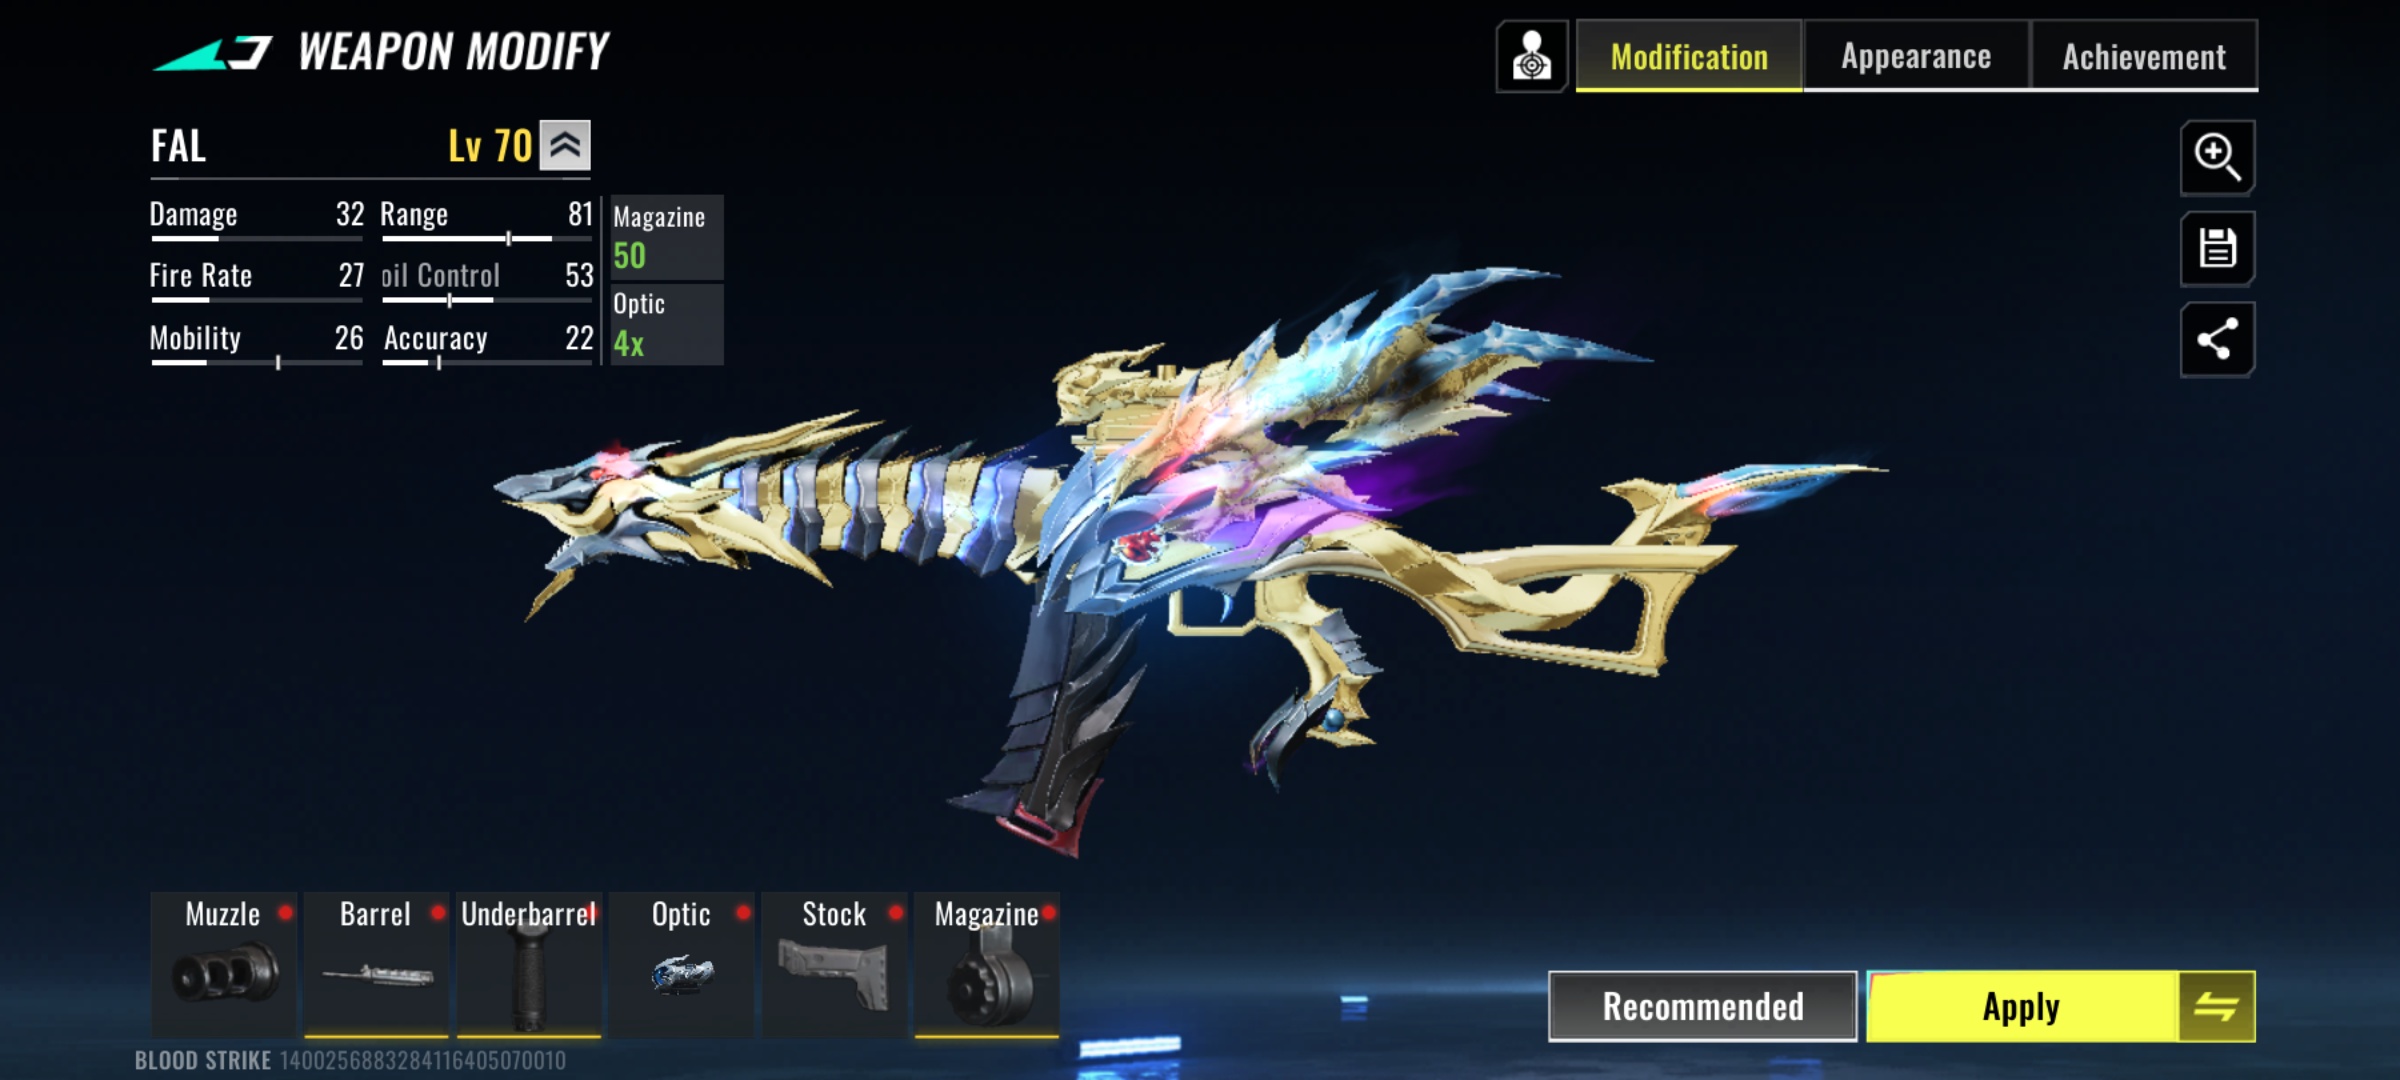 WEAPON MODIFY
Modification
Appearance
Achievement
FAL
Lv 70
Damage 32
Range 81
Fire Rate 27
oil Control 53
Mobility 26
Accuracy 22
Magazine
50
Optic
4x
Muzzle
Barrel
Underbarrel
Optic
Stock
Magazine
Recommended
Apply
BLOOD STRIKE 1400256883284116405070010